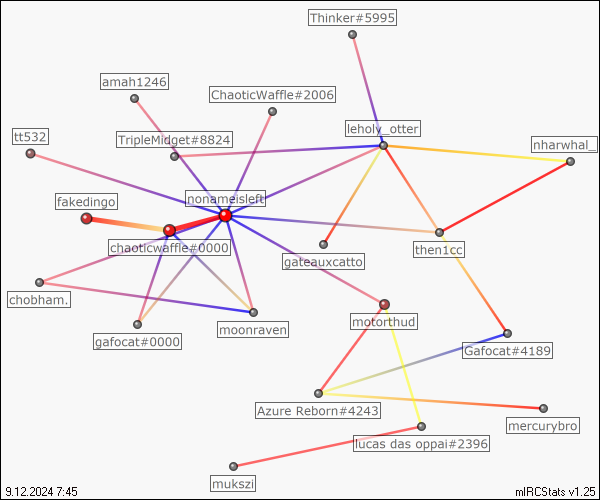 Thinker#5995
amah1246
ChaoticWaffle#2006
leholy_otter
tt532
TripleMidget#8824
nharwhal_
nonameisleft
fakedingo
chaoticwaffle#0000
then1cc
gateauxcatto
chobham.
moonraven
motorthud
gafocat#0000
Gafocat#4189
Azure Reborn#4243
mercurybro
lucas das oppai#2396
mukszi
9.12.2024 7:45
mIRCStats v1.25